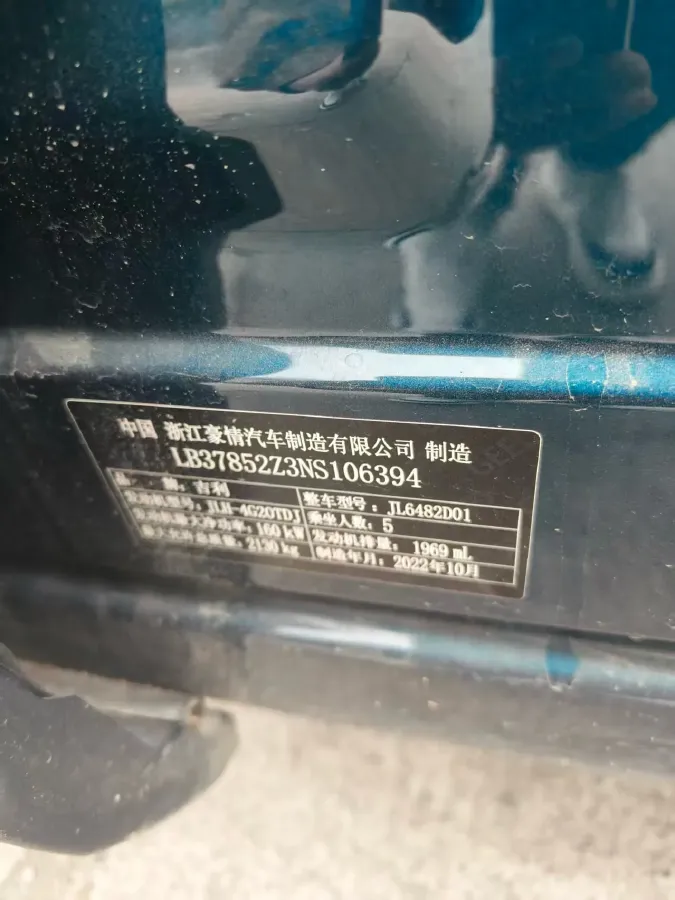 中国 浙江豪情汽车制造有限公司 制造
LB37852Z3NS106394
品 牌: 吉利 整车型号: JL6482D01
发动机型号: JLH-4G20TDJ 乘坐人数: 5
发动机最大净功率: 160 kW 发动机排量: 1969 mL
最大允许总质量: 2130 kg 制造年月: 2022年10月